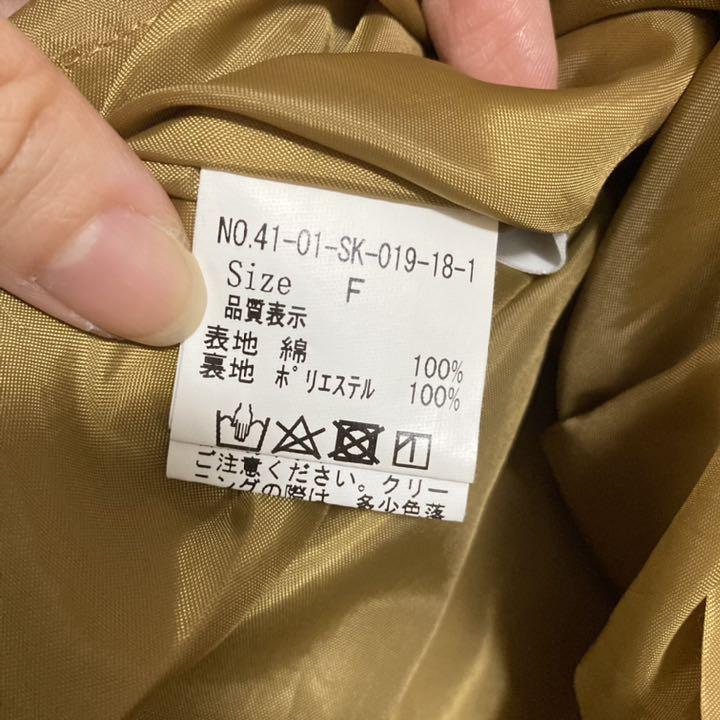 NO.41-01-SK-019-18-1
Size F
品質表示
表地 綿 100%
裏地 ポリエステル 100%
ご注意ください。クリー
ニングの際は、多少色落